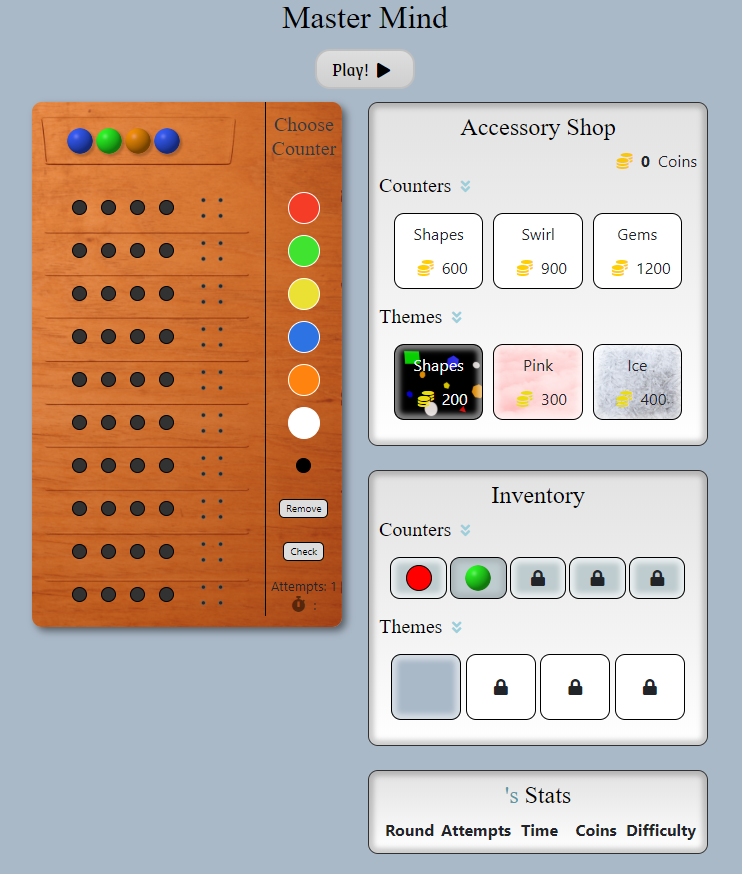 Master Mind
Play!
Choose
Counter
Remove
Check
Attempts: 1
:
Accessory Shop
0 Coins
Counters
Shapes Swirl Gems
600 900 1200
Themes
Shapes Pink Ice
200 300 400
Inventory
Counters
Themes
's Stats
Round Attempts Time Coins Difficulty